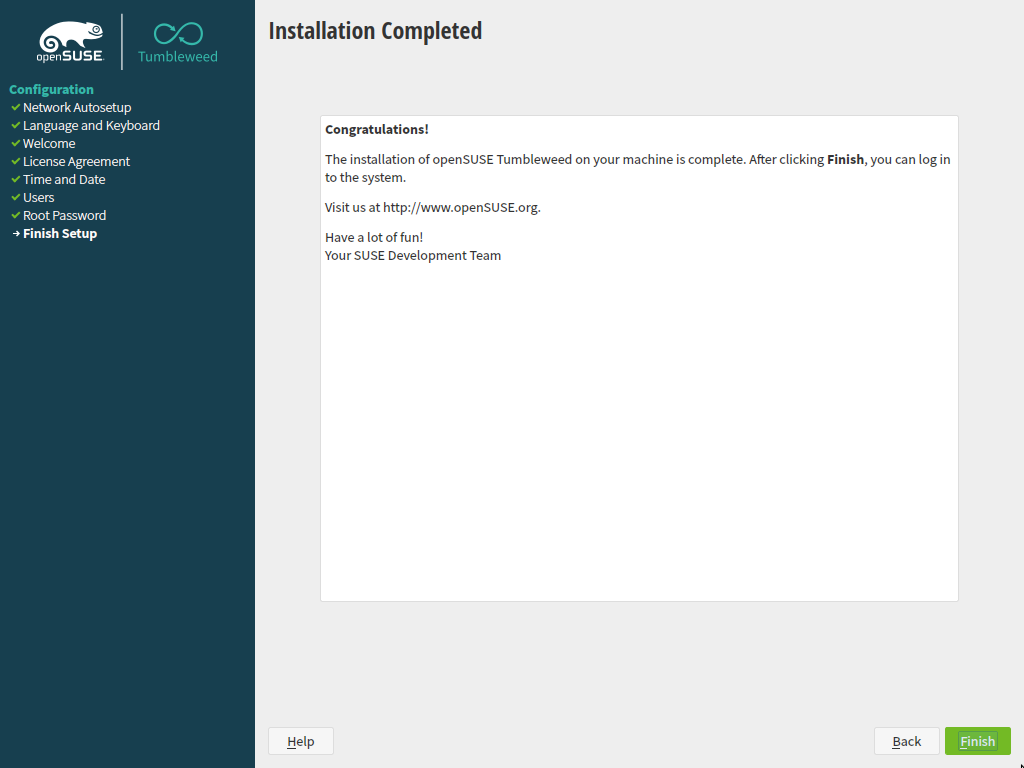 openSUSE
Tumbleweed
Configuration
Network Autosetup
Language and Keyboard
Welcome
License Agreement
Time and Date
Users
Root Password
Finish Setup
Installation Completed
Congratulations!
The installation of openSUSE Tumbleweed on your machine is complete. After clicking Finish, you can log in
to the system.
Visit us at http://www.openSUSE.org.
Have a lot of fun!
Your SUSE Development Team
Help
Back
Finish